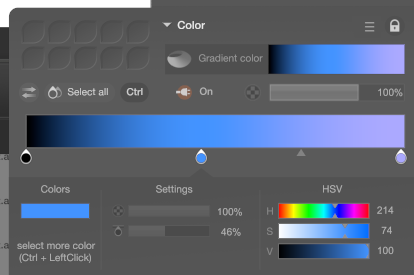 Color
Gradient color
Select all
Ctrl
On
100%
Colors
Settings
HSV
100%
H
214
46%
S
74
V
100
select more color
(Ctrl + LeftClick)